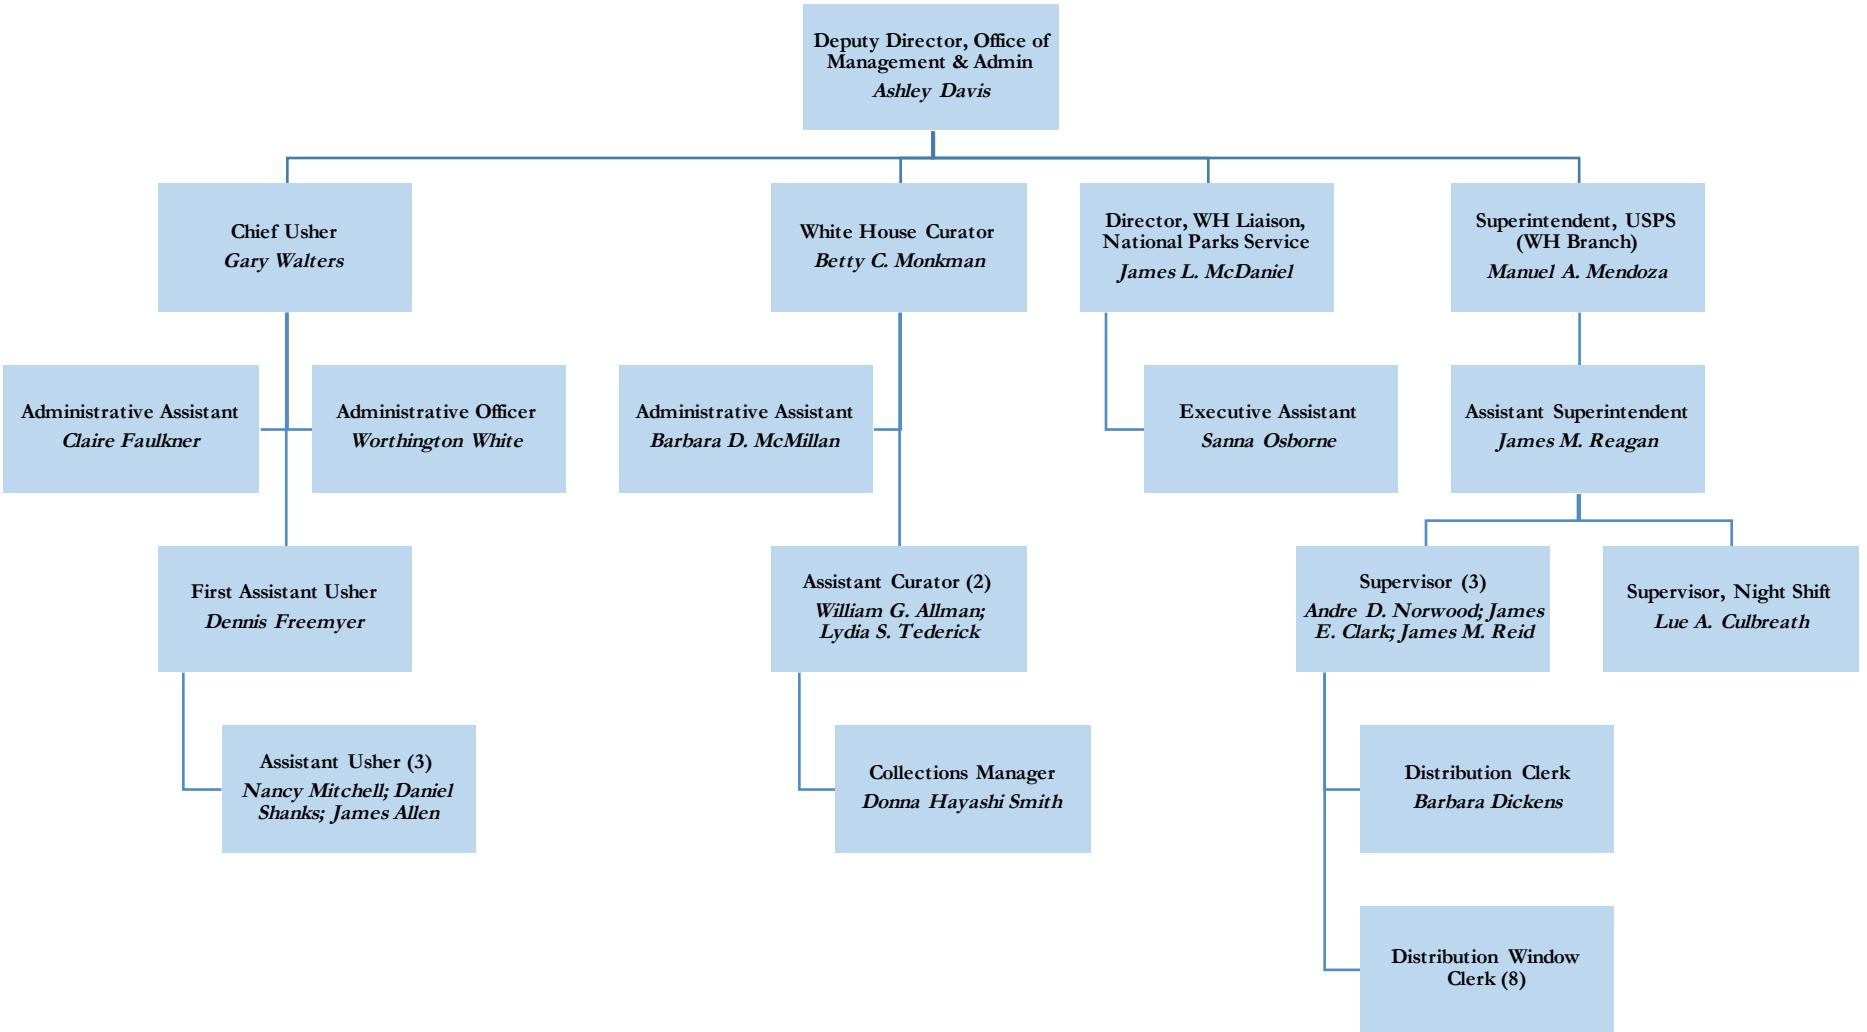 Deputy Director, Office of
Management & Admin
Ashley Davis
Chief Usher
Gary Walters
White House Curator
Betty C. Monkman
Director, WH Liaison,
National Parks Service
James L. McDaniel
Superintendent, USPS
(WH Branch)
Manuel A. Mendoza
Administrative Assistant
Claire Faulkner
Administrative Officer
Worthington White
Administrative Assistant
Barbara D. McMillan
Executive Assistant
Sanna Osborne
Assistant Superintendent
James M. Reagan
First Assistant Usher
Dennis Freemyer
Assistant Curator (2)
William G. Allman;
Lydia S. Tederick
Supervisor (3)
Andre D. Norwood; James
E. Clark; James M. Reid
Supervisor, Night Shift
Lue A. Culbreath
Assistant Usher (3)
Nancy Mitchell; Daniel
Shanks; James Allen
Collections Manager
Donna Hayashi Smith
Distribution Clerk
Barbara Dickens
Distribution Window
Clerk (8)